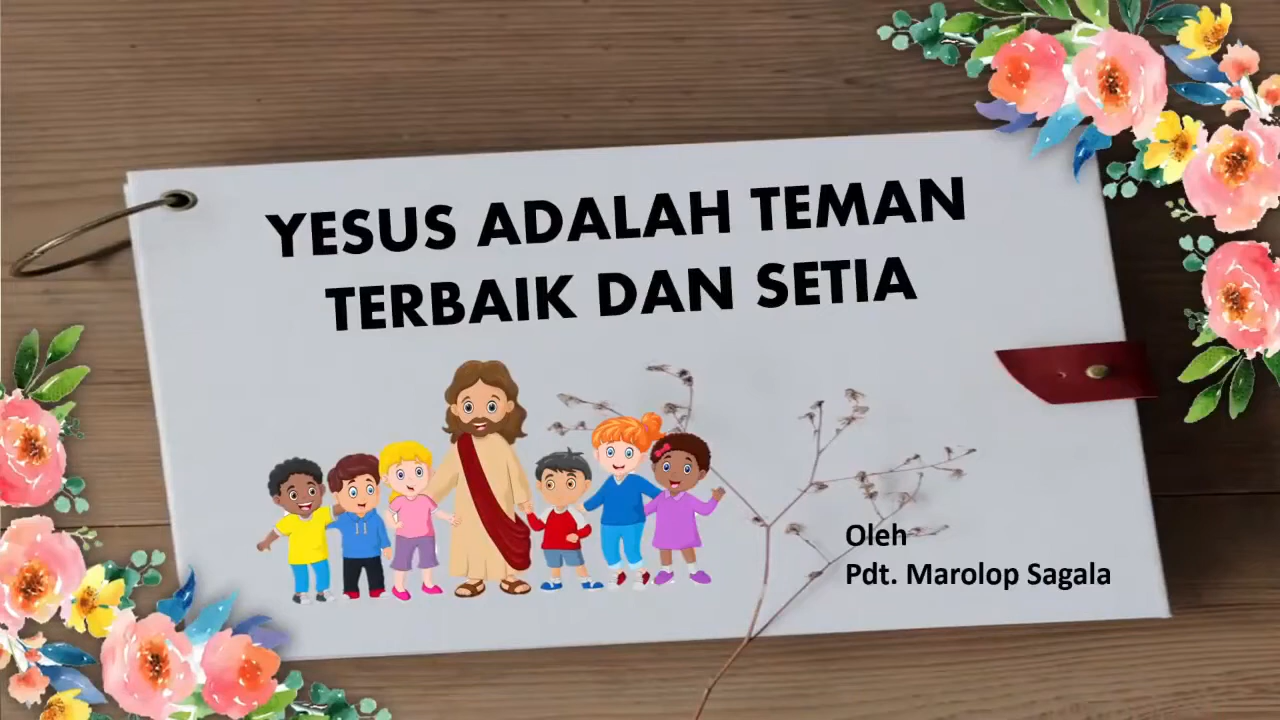 YESUS ADALAH TEMAN
TERBAIK DAN SETIA
Oleh
Pdt. Marolop Sagala